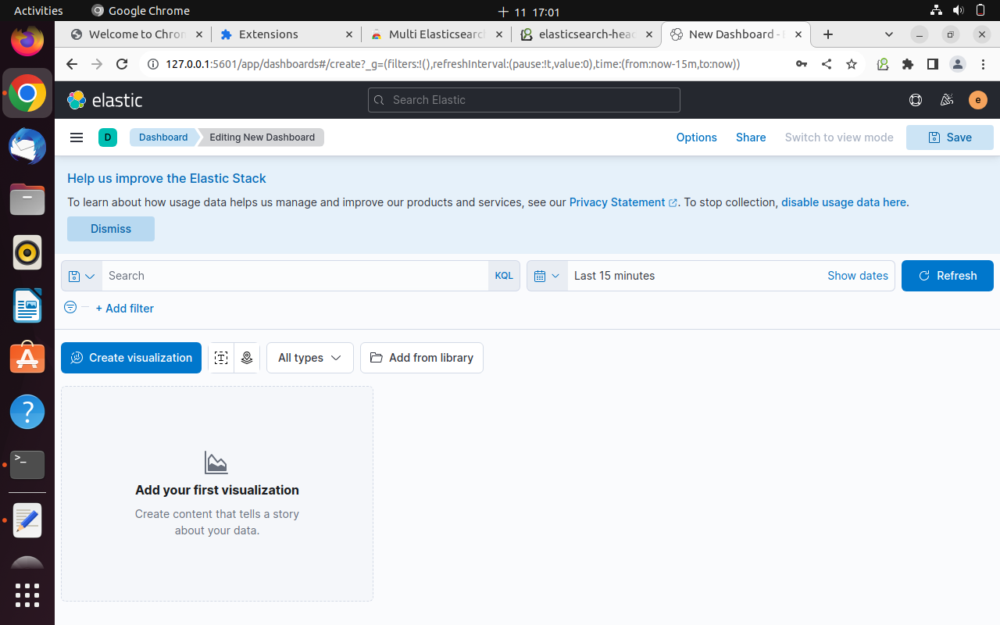 Activities
Google Chrome
11 17:01
Welcome to Chrom
Extensions
Multi Elasticsearch
elasticsearch-head
New Dashboard - E
127.0.0.1:5601/app/dashboards#/create?_g=(filters:!(),refreshInterval:(pause:!t,value:0),time:(from:now-15m,to:now))
elastic
Search Elastic
e
D
Dashboard
Editing New Dashboard
Options
Share
Switch to view mode
Save
Help us improve the Elastic Stack
To learn about how usage data helps us manage and improve our products and services, see our Privacy Statement. To stop collection, disable usage data here.
Dismiss
Search
KQL
Last 15 minutes
Show dates
Refresh
+ Add filter
Create visualization
All types
Add from library
Add your first visualization
Create content that tells a story
about your data.